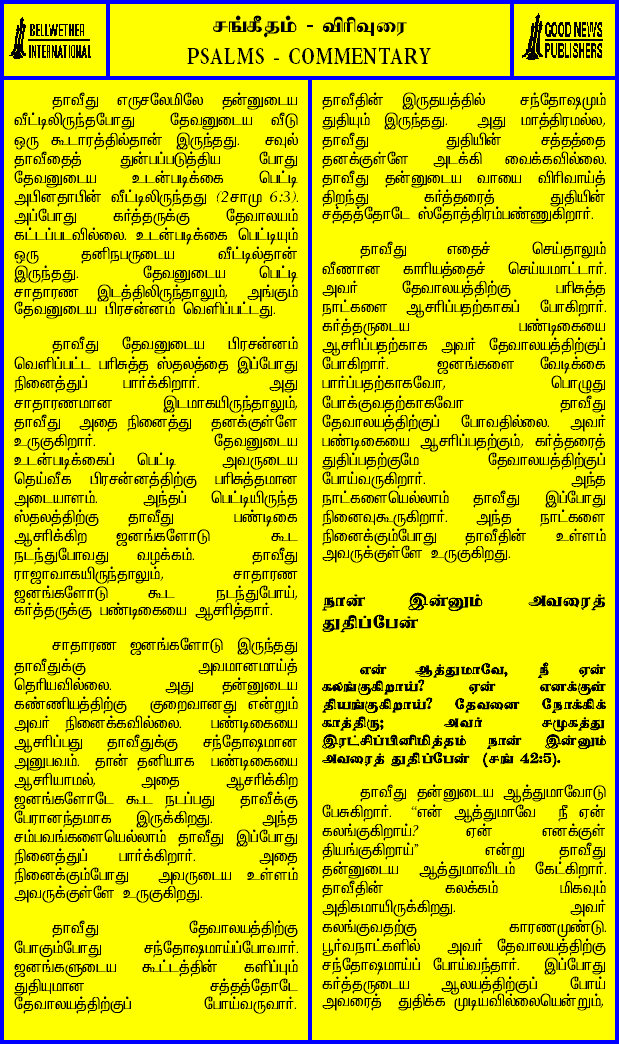 BELLWETHER
INTERNATIONAL
சங்கீதம் - விரிவுரை
PSALMS - COMMENTARY
GOOD NEWS
PUBLISHERS
தாவீது எருசலேமிலே தன்னுடைய
வீட்டிலிருந்தபோது தேவனுடைய வீடு
ஒரு கூடாரத்தில்தான் இருந்தது. சவுல்
தாவீதைத் துன்பப்படுத்திய போது
தேவனுடைய உடன்படிக்கை பெட்டி
அபினதாபின் வீட்டிலிருந்தது (2சாமு 6:3).
அப்போது கர்த்தருக்கு தேவாலயம்
கட்டப்படவில்லை. உடன்படிக்கை பெட்டியும்
ஒரு தனிநபருடைய வீட்டில்தான்
இருந்தது. தேவனுடைய பெட்டி
சாதாரண இடத்திலிருந்தாலும், அங்கும்
தேவனுடைய பிரசன்னம் வெளிப்பட்டது.
தாவீது தேவனுடைய பிரசன்னம்
வெளிப்பட்ட பரிசுத்த ஸ்தலத்தை இப்போது
நினைத்துப் பார்க்கிறார். அது
சாதாரணமான இடமாகயிருந்தாலும்,
தாவீது அதை நினைத்து தனக்குள்ளே
உருகுகிறார். தேவனுடைய
உடன்படிக்கைப் பெட்டி அவருடைய
தெய்வீக பிரசன்னத்திற்கு பரிசுத்தமான
அடையாளம். அந்தப் பெட்டியிருந்த
ஸ்தலத்திற்கு தாவீது பண்டிகை
ஆசரிக்கிற ஜனங்களோடு கூட
நடந்துபோவது வழக்கம். தாவீது
ராஜாவாகயிருந்தாலும், சாதாரண
ஜனங்களோடு கூட நடந்துபோய்,
கர்த்தருக்கு பண்டிகையை ஆசரித்தார்.
சாதாரண ஜனங்களோடு இருந்தது
தாவீதுக்கு அவமானமாய்த்
தெரியவில்லை. அது தன்னுடைய
கண்ணியத்திற்கு குறைவானது என்றும்
அவர் நினைக்கவில்லை. பண்டிகையை
ஆசரிப்பது தாவீதுக்கு சந்தோஷமான
அனுபவம். தான் தனியாக பண்டிகையை
ஆசரியாமல், அதை ஆசரிக்கிற
ஜனங்களோடே கூட நடப்பது தாவீக்கு
பேரானந்தமாக இருக்கிறது. அந்த
சம்பவங்களையெல்லாம் தாவீது இப்போது
நினைத்துப் பார்க்கிறார். அதை
நினைக்கும்போது அவருடைய உள்ளம்
அவருக்குள்ளே உருகுகிறது.
தாவீது தேவாலயத்திற்கு
போகும்போது சந்தோஷமாய்ப்போவார்.
ஜனங்களுடைய கூட்டத்தின் களிப்பும்
துதியுமான சத்தத்தோடே
தேவாலயத்திற்குப் போய்வருவார்.
தாவீதின் இருதயத்தில் சந்தோஷமும்
துதியும் இருந்தது. அது மாத்திரமல்ல,
தாவீது துதியின் சத்தத்தை
தனக்குள்ளே அடக்கி வைக்கவில்லை.
தாவீது தன்னுடைய வாயை விரிவாய்த்
திறந்து கர்த்தரைத் துதியின்
சத்தத்தோடே ஸ்தோத்திரம்பண்ணுகிறார்.
தாவீது எதைச் செய்தாலும்
வீணான காரியத்தைச் செய்யமாட்டார்.
அவர் தேவாலயத்திற்கு பரிசுத்த
நாட்களை ஆசரிப்பதற்காகப் போகிறார்.
கர்த்தருடைய பண்டிகையை
ஆசரிப்பதற்காக அவர் தேவாலயத்திற்குப்
போகிறார். ஜனங்களை வேடிக்கை
பார்ப்பதற்காகவோ, பொழுது
போக்குவதற்காகவோ தாவீது
தேவாலயத்திற்குப் போவதில்லை. அவர்
பண்டிகையை ஆசரிப்பதற்கும், கர்த்தரைத்
துதிப்பதற்குமே தேவாலயத்திற்குப்
போய்வருகிறார். அந்த
நாட்களையெல்லாம் தாவீது இப்போது
நினைவுகூருகிறார். அந்த நாட்களை
நினைக்கும்போது தாவீதின் உள்ளம்
அவருக்குள்ளே உருகுகிறது.
நான் இன்னும் அவரைத்
துதிப்பேன்
என் ஆத்துமாவே, நீ ஏன்
கலங்குகிறாய்? ஏன் எனக்குள்
தியங்குகிறாய்? தேவனை நோக்கிக்
காத்திரு; அவர் சமுகத்து
இரட்சிப்பினிமித்தம் நான் இன்னும்
அவரைத் துதிப்பேன் (சங் 42:5).
தாவீது தன்னுடைய ஆத்துமாவோடு
பேசுகிறார். “என் ஆத்துமாவே நீ ஏன்
கலங்குகிறாய்? ஏன் எனக்குள்
தியங்குகிறாய்” என்று தாவீது
தன்னுடைய ஆத்துமாவிடம் கேட்கிறார்.
தாவீதின் கலக்கம் மிகவும்
அதிகமாயிருக்கிறது. அவர்
கலங்குவதற்கு காரணமுண்டு.
பூர்வநாட்களில் அவர் தேவாலயத்திற்கு
சந்தோஷமாய்ப் போய்வந்தார். இப்போது
கர்த்தருடைய ஆலயத்திற்குப் போய்
அவரைத் துதிக்க முடியவில்லையென்றும்,